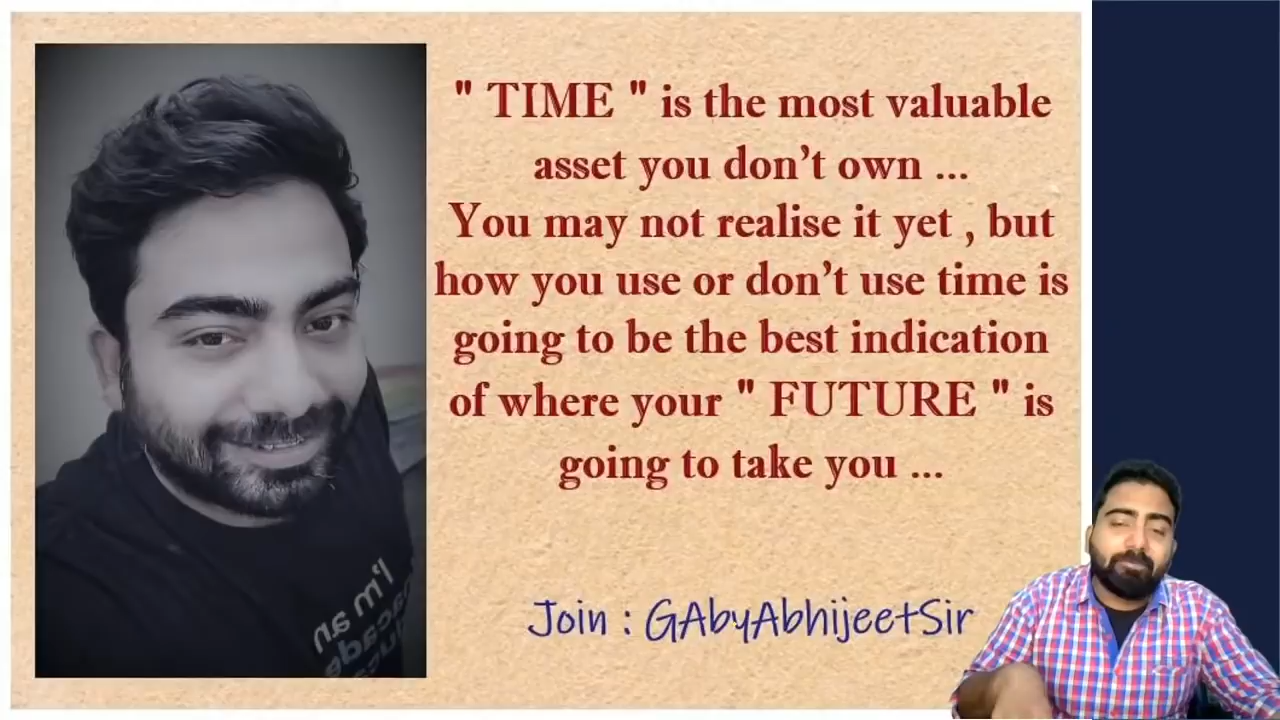 " TIME " is the most valuable
asset you don’t own ...
You may not realise it yet , but
how you use or don’t use time is
going to be the best indication
of where your " FUTURE " is
going to take you ...
Join : GAbyAbhijeetSir
I'm an